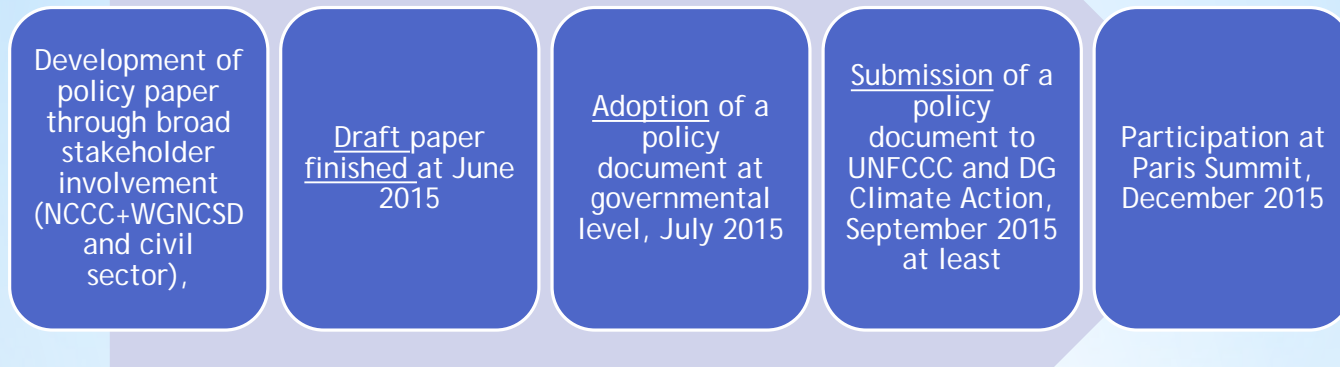 Development of
policy paper
through broad
stakeholder
involvement
(NCCC+WGNCSD
and civil
sector),
Draft paper
finished at June
2015
Adoption of a
policy
document at
governmental
level, July 2015
Submission of a
policy
document to
UNFCCC and DG
Climate Action,
September 2015
at least
Participation at
Paris Summit,
December 2015